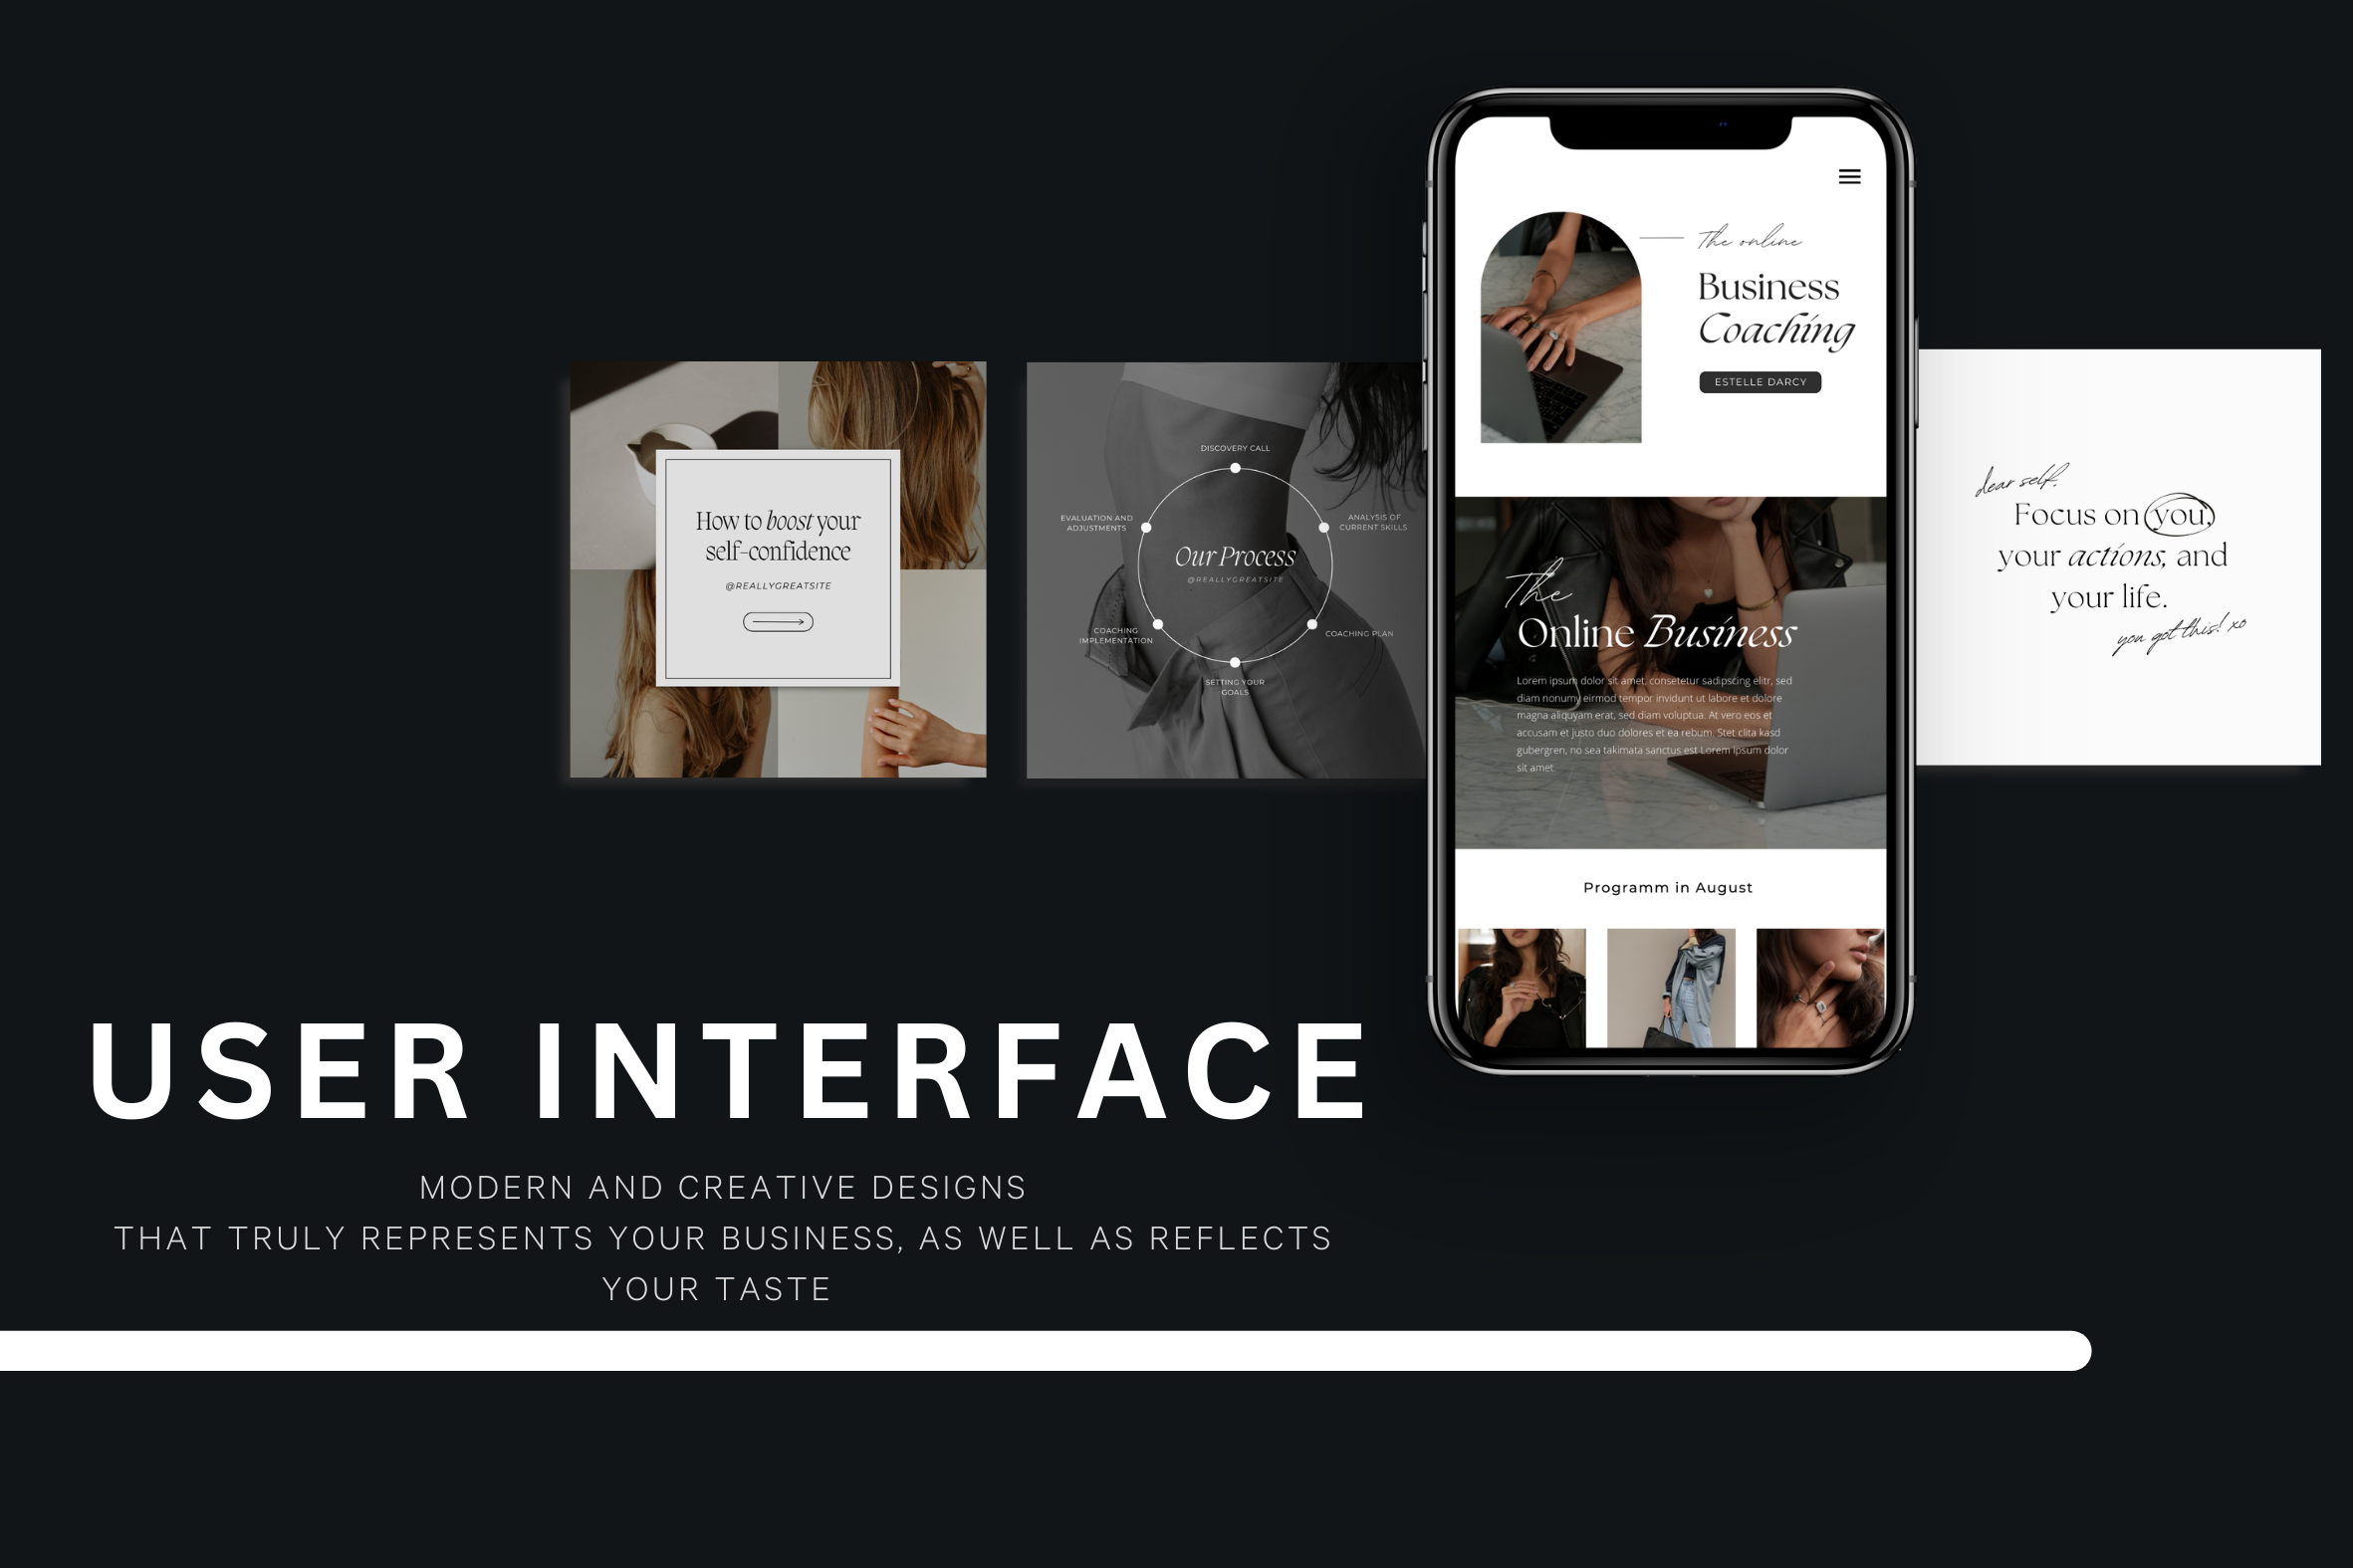 How to boost your
self-confidence
@REALLYGREATSITE
DISCOVERY CALL
EVALUATION AND
ADJUSTMENTS
ANALYSIS OF
CURRENT SKILLS
Our Process
@REALLYGREATSITE
COACHING
IMPLEMENTATION
COACHING PLAN
SETTING YOUR
GOALS
The online
Business
Coaching
ESTELLE DARCY
The
Online Business
Lorem ipsum dolor sit amet, consetetur sadipscing elitr, sed
diam nonumy eirmod tempor invidunt ut labore et dolore
magna aliquyam erat, sed diam voluptua. At vero eos et
accusam et justo duo dolores et ea rebum. Stet clita kasd
gubergren, no sea takimata sanctus est Lorem ipsum dolor
sit amet.
Programm in August
dear self.
Focus on you,
your actions, and
your life.
you got this! xo
USER INTERFACE
MODERN AND CREATIVE DESIGNS
THAT TRULY REPRESENTS YOUR BUSINESS, AS WELL AS REFLECTS
YOUR TASTE